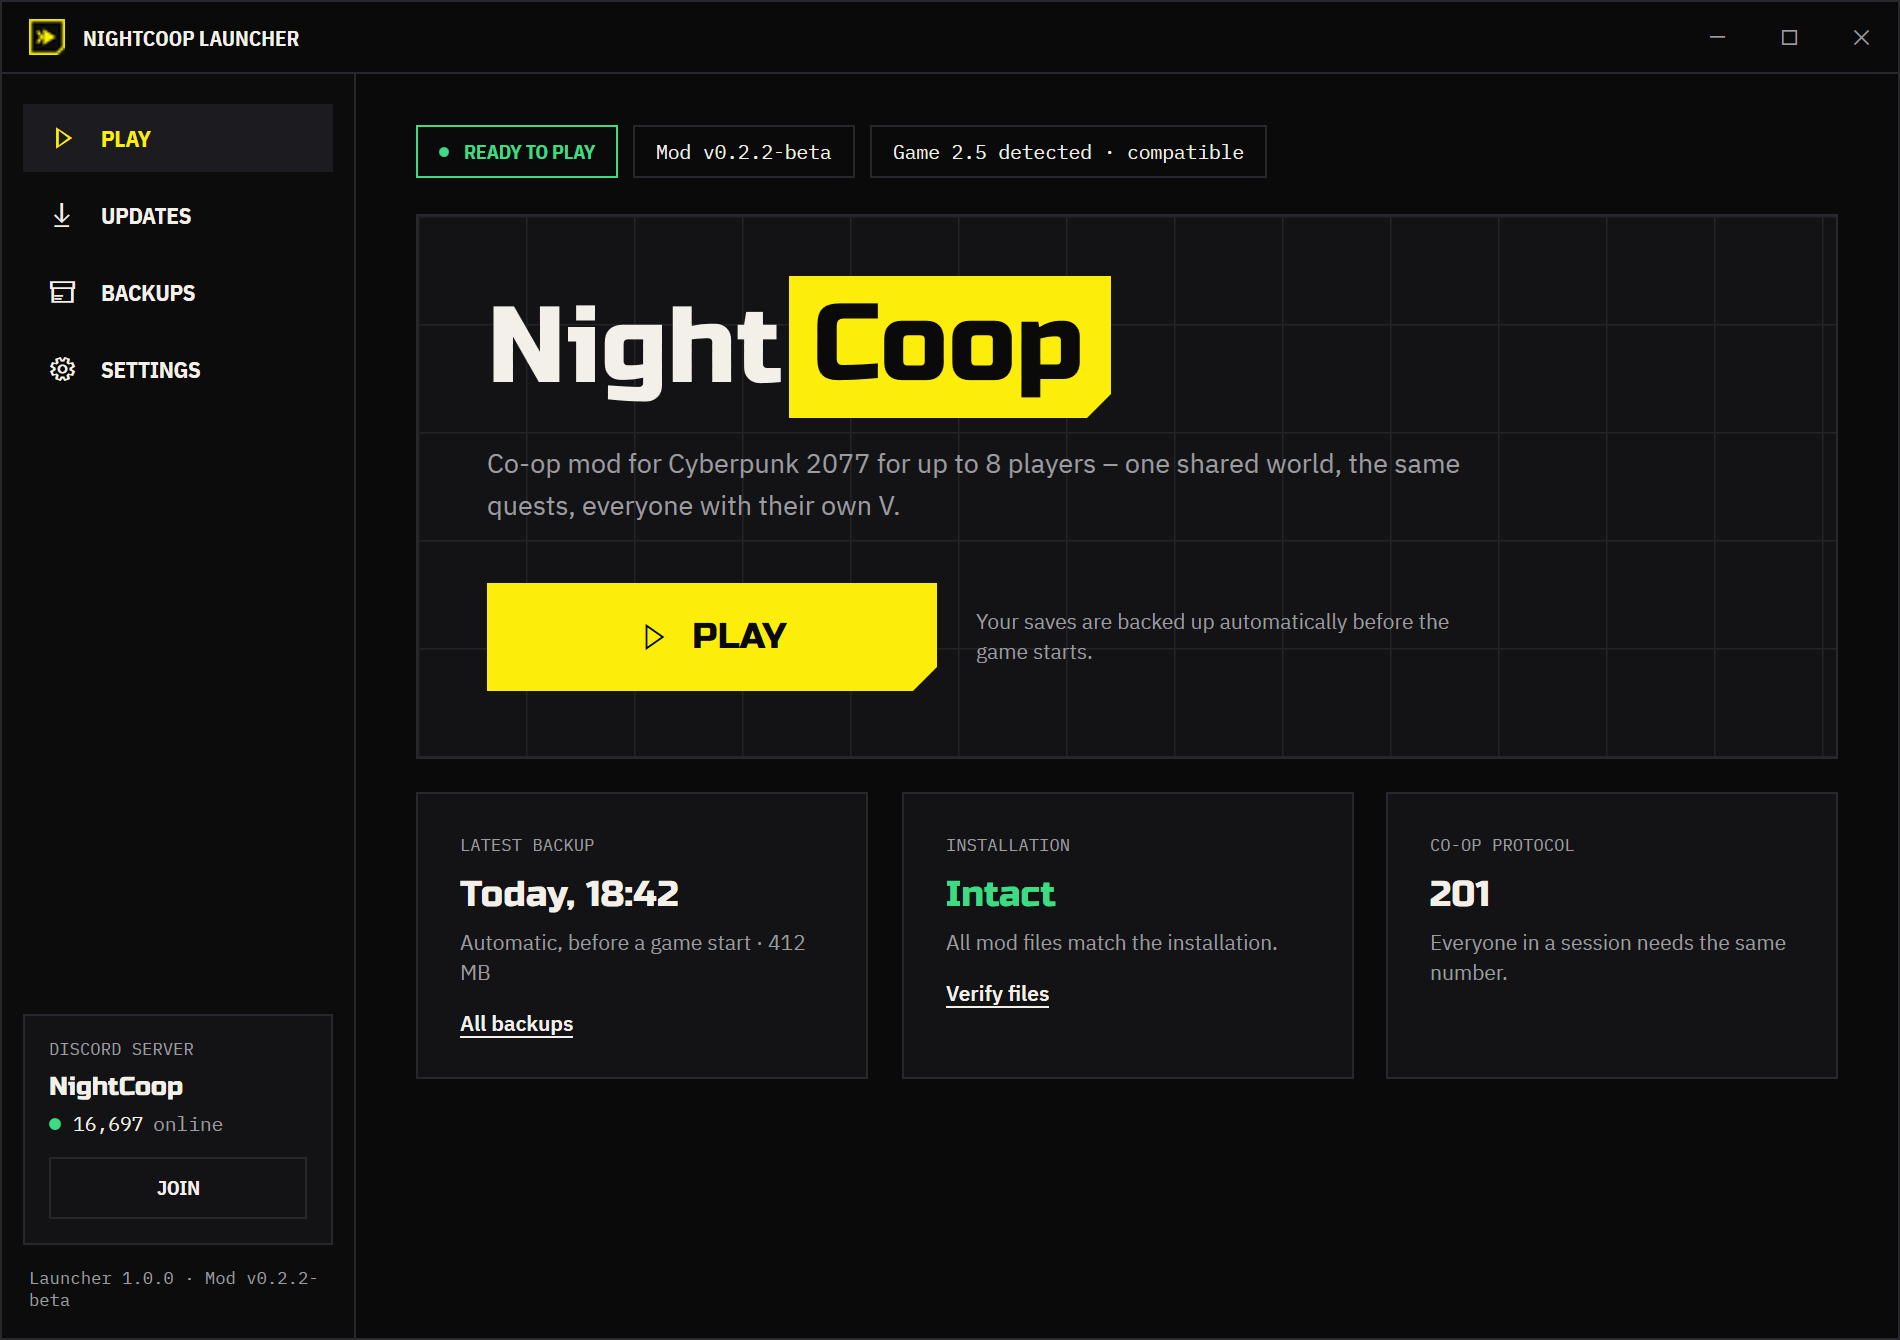 NIGHTCOOP LAUNCHER
PLAY
UPDATES
BACKUPS
SETTINGS
DISCORD SERVER
NightCoop
16,697 online
JOIN
Launcher 1.0.0 · Mod v0.2.2-
beta
READY TO PLAY
Mod v0.2.2-beta
Game 2.5 detected · compatible
Night Coop
Co-op mod for Cyberpunk 2077 for up to 8 players – one shared world, the same
quests, everyone with their own V.
PLAY
Your saves are backed up automatically before the
game starts.
LATEST BACKUP
Today, 18:42
Automatic, before a game start · 412
MB
All backups
INSTALLATION
Intact
All mod files match the installation.
Verify files
CO-OP PROTOCOL
201
Everyone in a session needs the same
number.